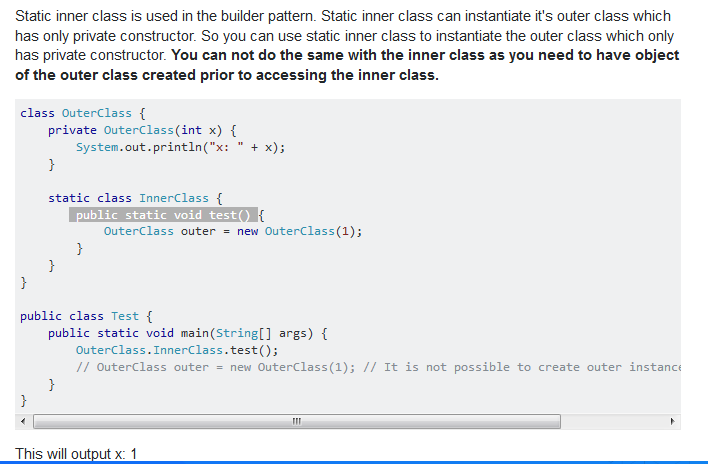 Static inner class is used in the builder pattern. Static inner class can instantiate it's outer class which
has only private constructor. So you can use static inner class to instantiate the outer class which only
has private constructor. You can not do the same with the inner class as you need to have object
of the outer class created prior to accessing the inner class.
class OuterClass {
    private OuterClass(int x) {
        System.out.println("x: " + x);
    }
    static class InnerClass {
        public static void test() {
            OuterClass outer = new OuterClass(1);
        }
    }
}
public class Test {
    public static void main(String[] args) {
        OuterClass.InnerClass.test();
        // OuterClass outer = new OuterClass(1); // It is not possible to create outer instance
    }
}
This will output x: 1